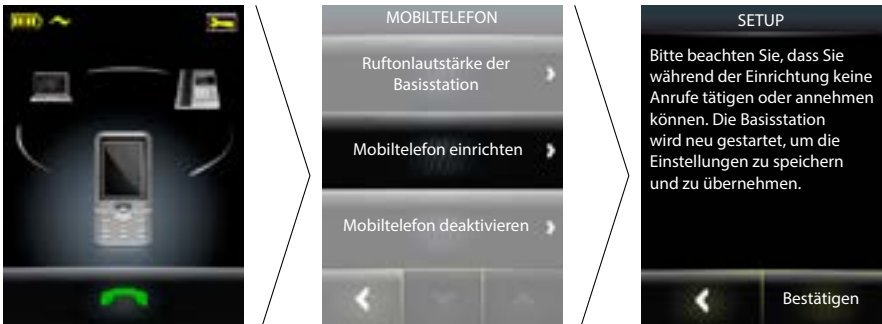 MOBILTELEFON
Ruftonlautstärke der
Basisstation
Mobiltelefon einrichten
Mobiltelefon deaktivieren
SETUP
Bitte beachten Sie, dass Sie
während der Einrichtung keine
Anrufe tätigen oder annehmen
können. Die Basisstation
wird neu gestartet, um die
Einstellungen zu speichern
und zu übernehmen.
Bestätigen